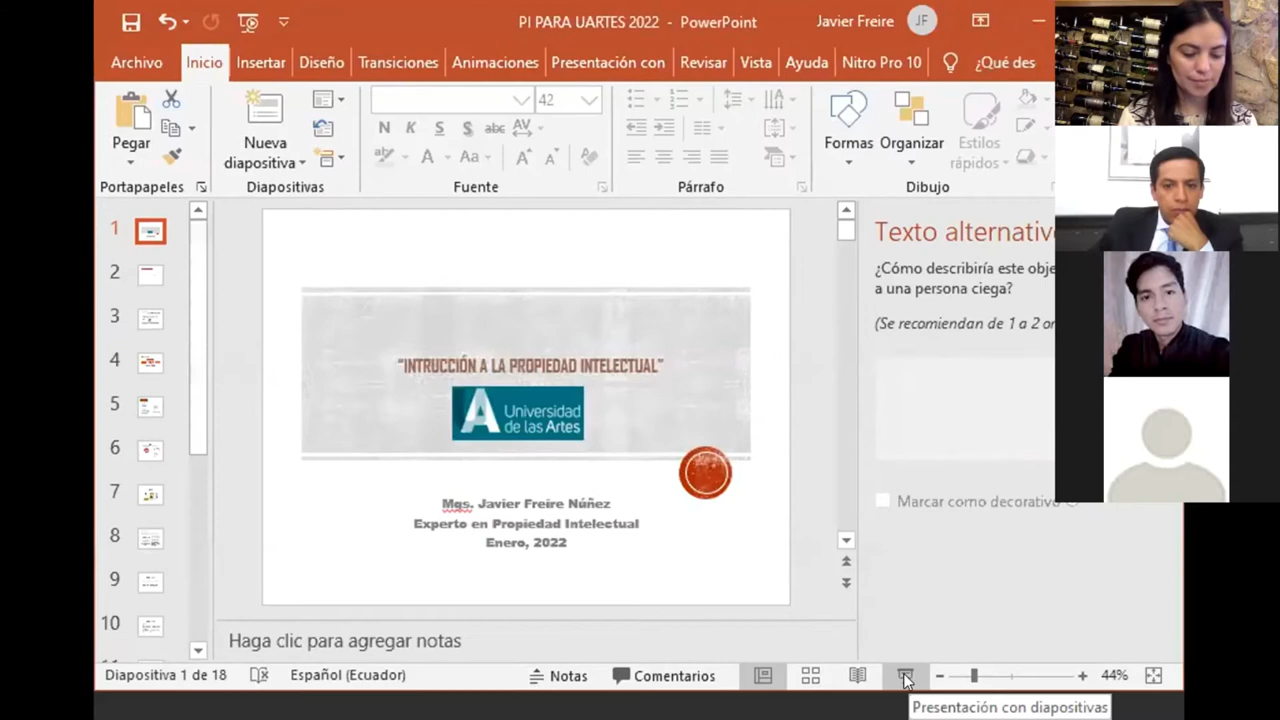 PI PARA UARTES 2022 - PowerPoint
Javier Freire
JF
Archivo
Inicio
Insertar
Diseño
Transiciones
Animaciones
Presentación con
Revisar
Vista
Ayuda
Nitro Pro 10
¿Qué des
Pegar
Nueva
diapositiva
42
N
K
S
S
abc
AV
A
Aa
A
A
Formas
Organizar
Estilos
rápidos
Portapapeles
Diapositivas
Fuente
Párrafo
Dibujo
1
2
3
4
5
6
7
8
9
10
"INTRUCCIÓN A LA PROPIEDAD INTELECTUAL"
A Universidad
de las Artes
Mgs. Javier Freire Núñez
Experto en Propiedad Intelectual
Enero, 2022
Texto alternativ
¿Cómo describiría este obje
a una persona ciega?
(Se recomiendan de 1 a 2 or
Marcar como decorativo
Haga clic para agregar notas
Diapositiva 1 de 18
Español (Ecuador)
Notas
Comentarios
44%
Presentación con diapositivas